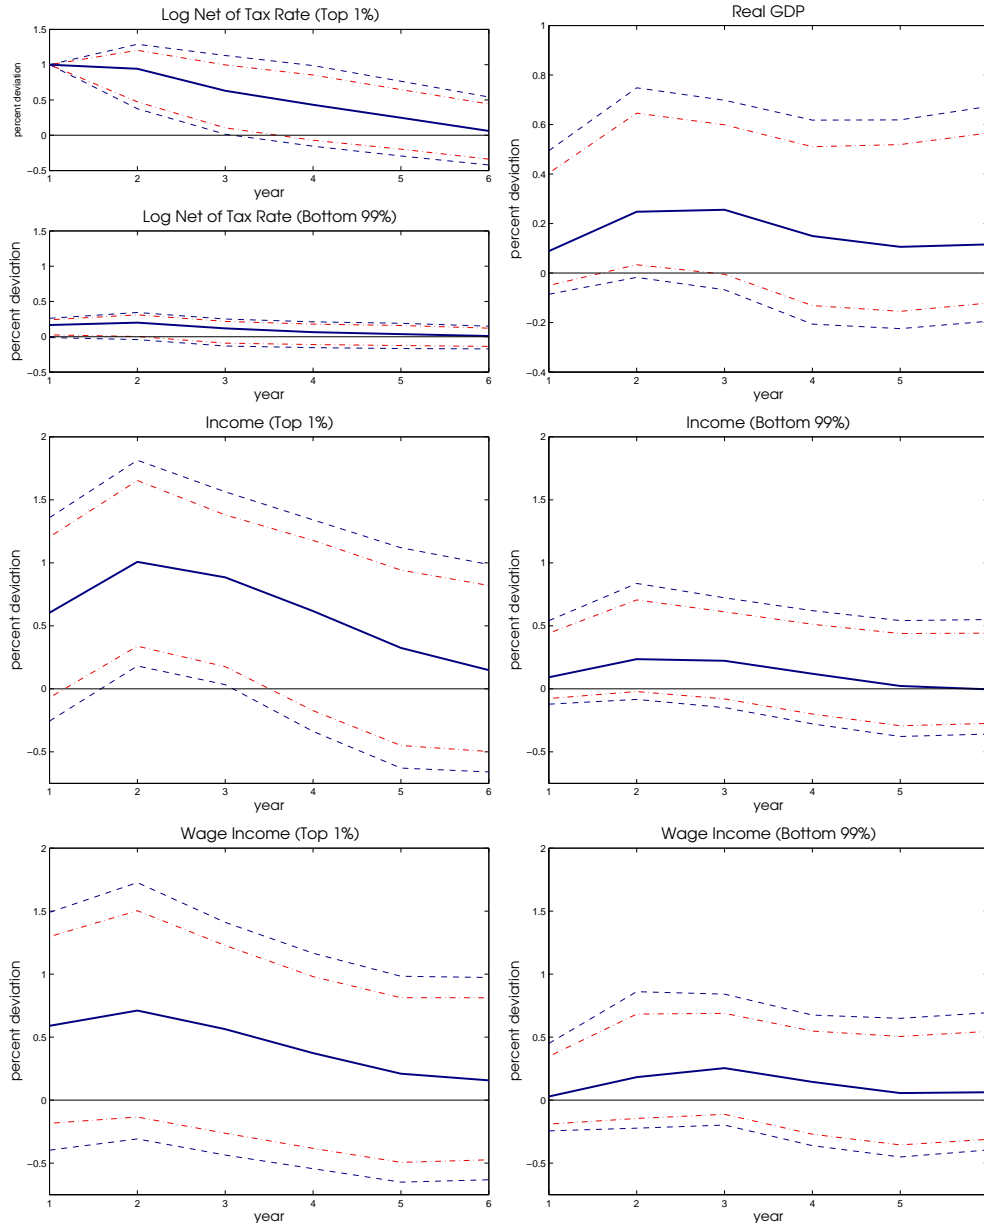 Log Net of Tax Rate (Top 1%)
percent deviation
1.5
1
0.5
0
−0.5
1 2 3 4 5 6
year
Log Net of Tax Rate (Bottom 99%)
percent deviation
1.5
1
0.5
0
−0.5
1 2 3 4 5 6
year
Real GDP
percent deviation
1
0.8
0.6
0.4
0.2
0
−0.2
−0.4
1 2 3 4 5
year
Income (Top 1%)
percent deviation
2
1.5
1
0.5
0
−0.5
1 2 3 4 5 6
year
Income (Bottom 99%)
percent deviation
2
1.5
1
0.5
0
−0.5
1 2 3 4 5
year
Wage Income (Top 1%)
percent deviation
2
1.5
1
0.5
0
−0.5
1 2 3 4 5 6
year
Wage Income (Bottom 99%)
percent deviation
2
1.5
1
0.5
0
−0.5
1 2 3 4 5
year